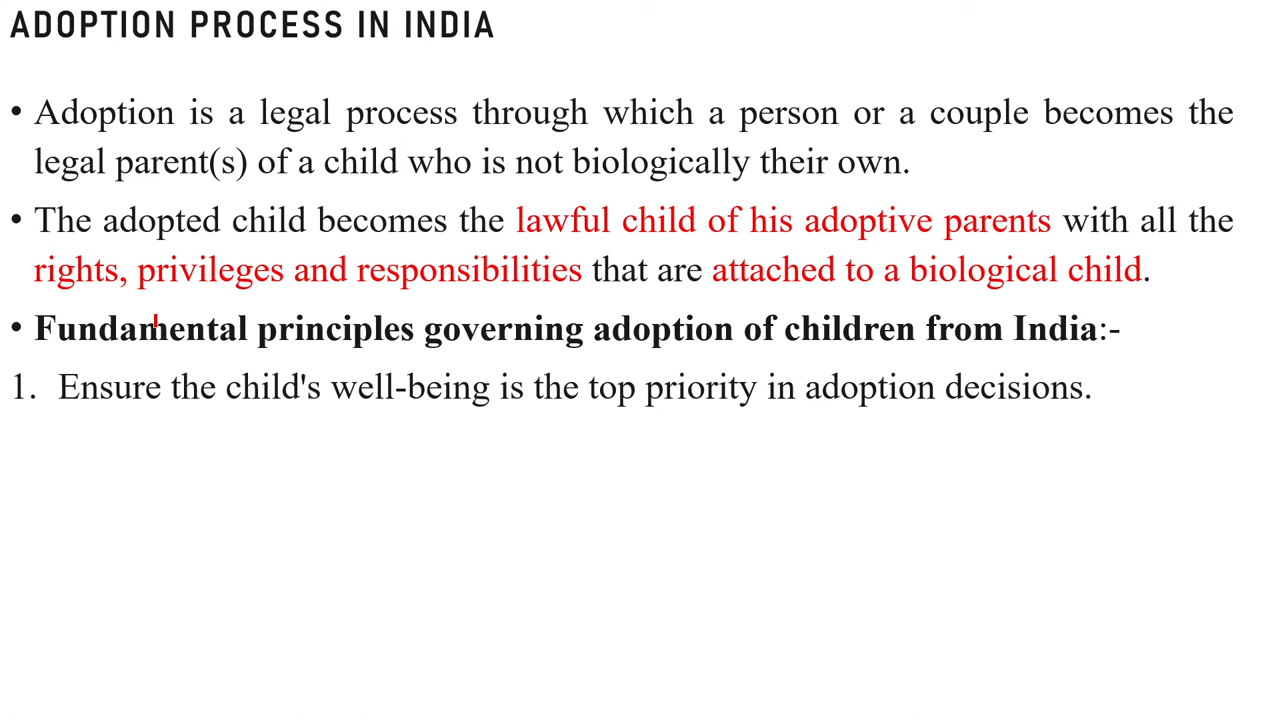 ADOPTION PROCESS IN INDIA
• Adoption is a legal process through which a person or a couple becomes the
legal parent(s) of a child who is not biologically their own.
• The adopted child becomes the lawful child of his adoptive parents with all the
rights, privileges and responsibilities that are attached to a biological child.
• Fundamental principles governing adoption of children from India:-
1. Ensure the child's well-being is the top priority in adoption decisions.